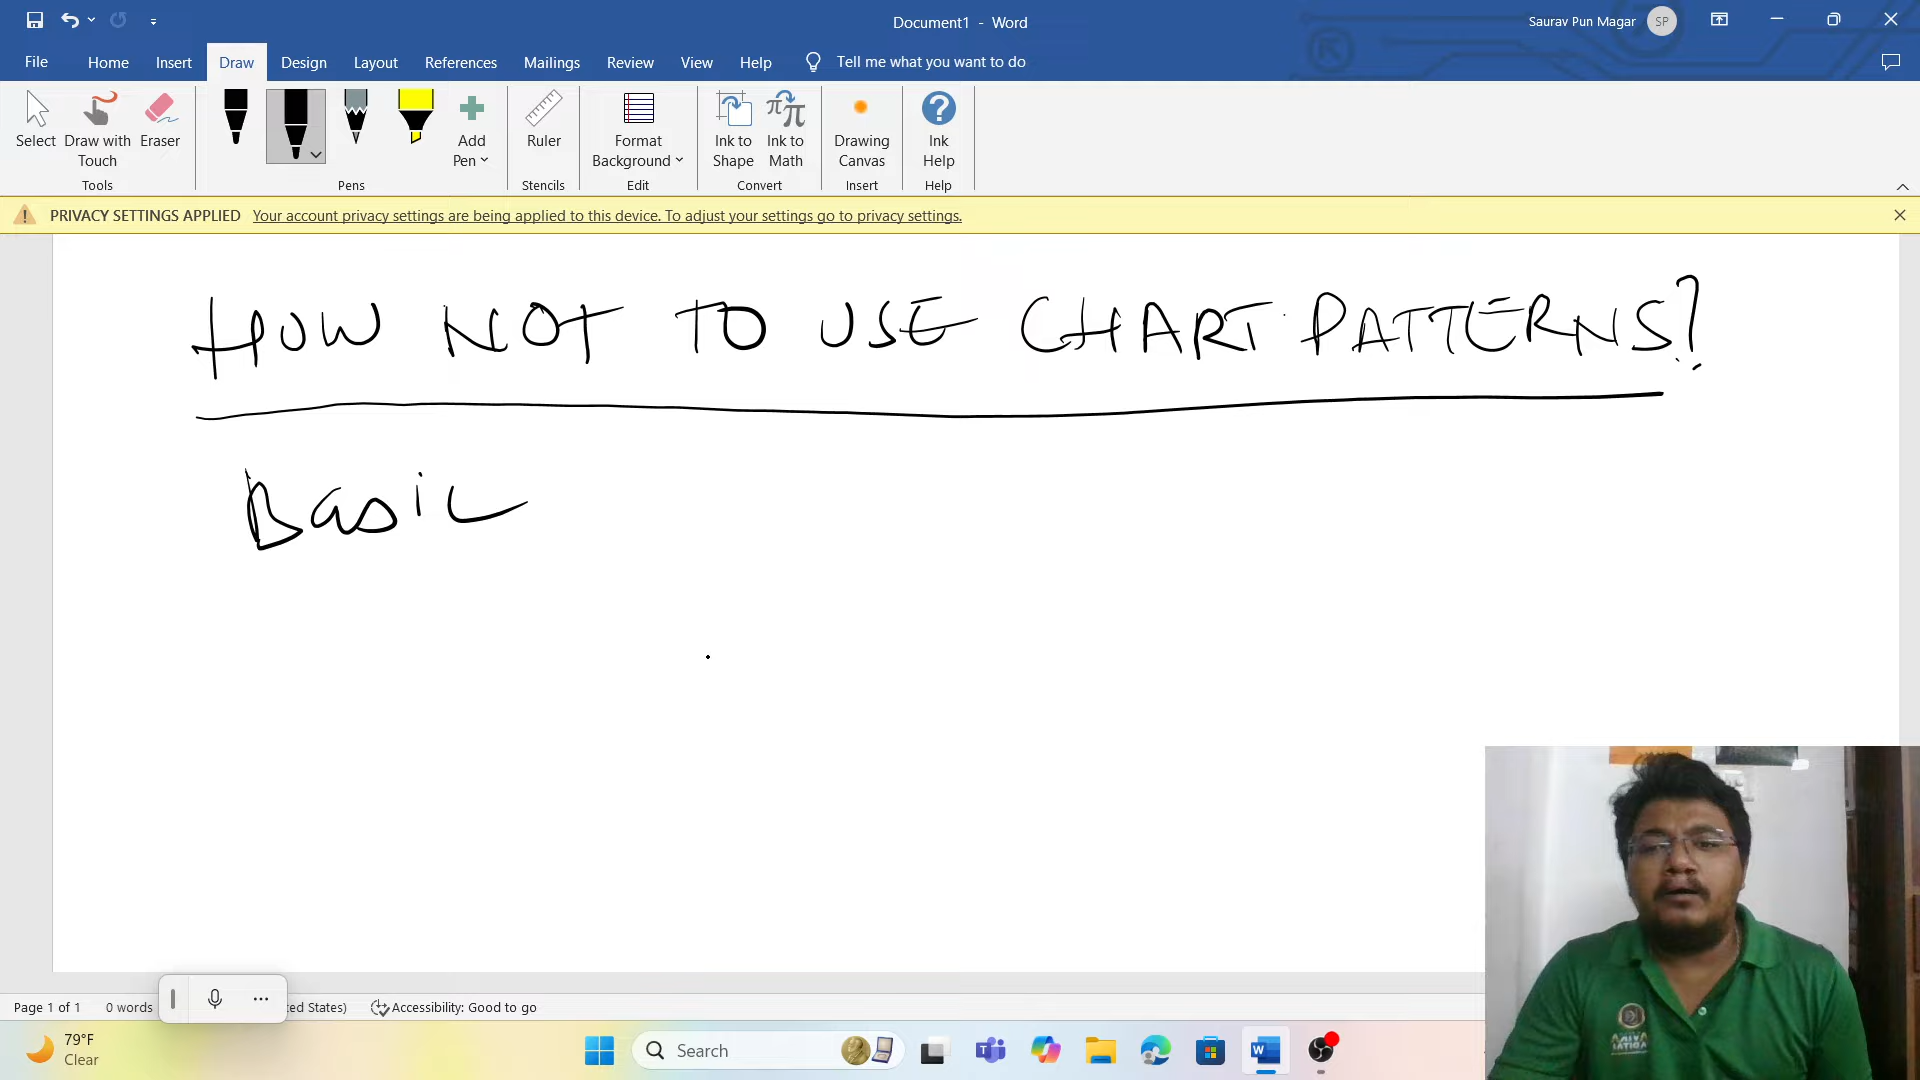 Document1 - Word
Saurav Pun Magar SP
File Home Insert Draw Design Layout References Mailings Review View Help Tell me what you want to do
Select Draw with Touch Eraser Add Pen Ruler Format Background Ink to Shape Ink to Math Drawing Canvas Ink Help
Tools Pens Stencils Edit Convert Insert Help
PRIVACY SETTINGS APPLIED Your account privacy settings are being applied to this device. To adjust your settings go to privacy settings.
HOW NOT TO USE CHART PATTERNS?
Basic
Page 1 of 1 0 words ted States) Accessibility: Good to go
79°F
Clear
Search